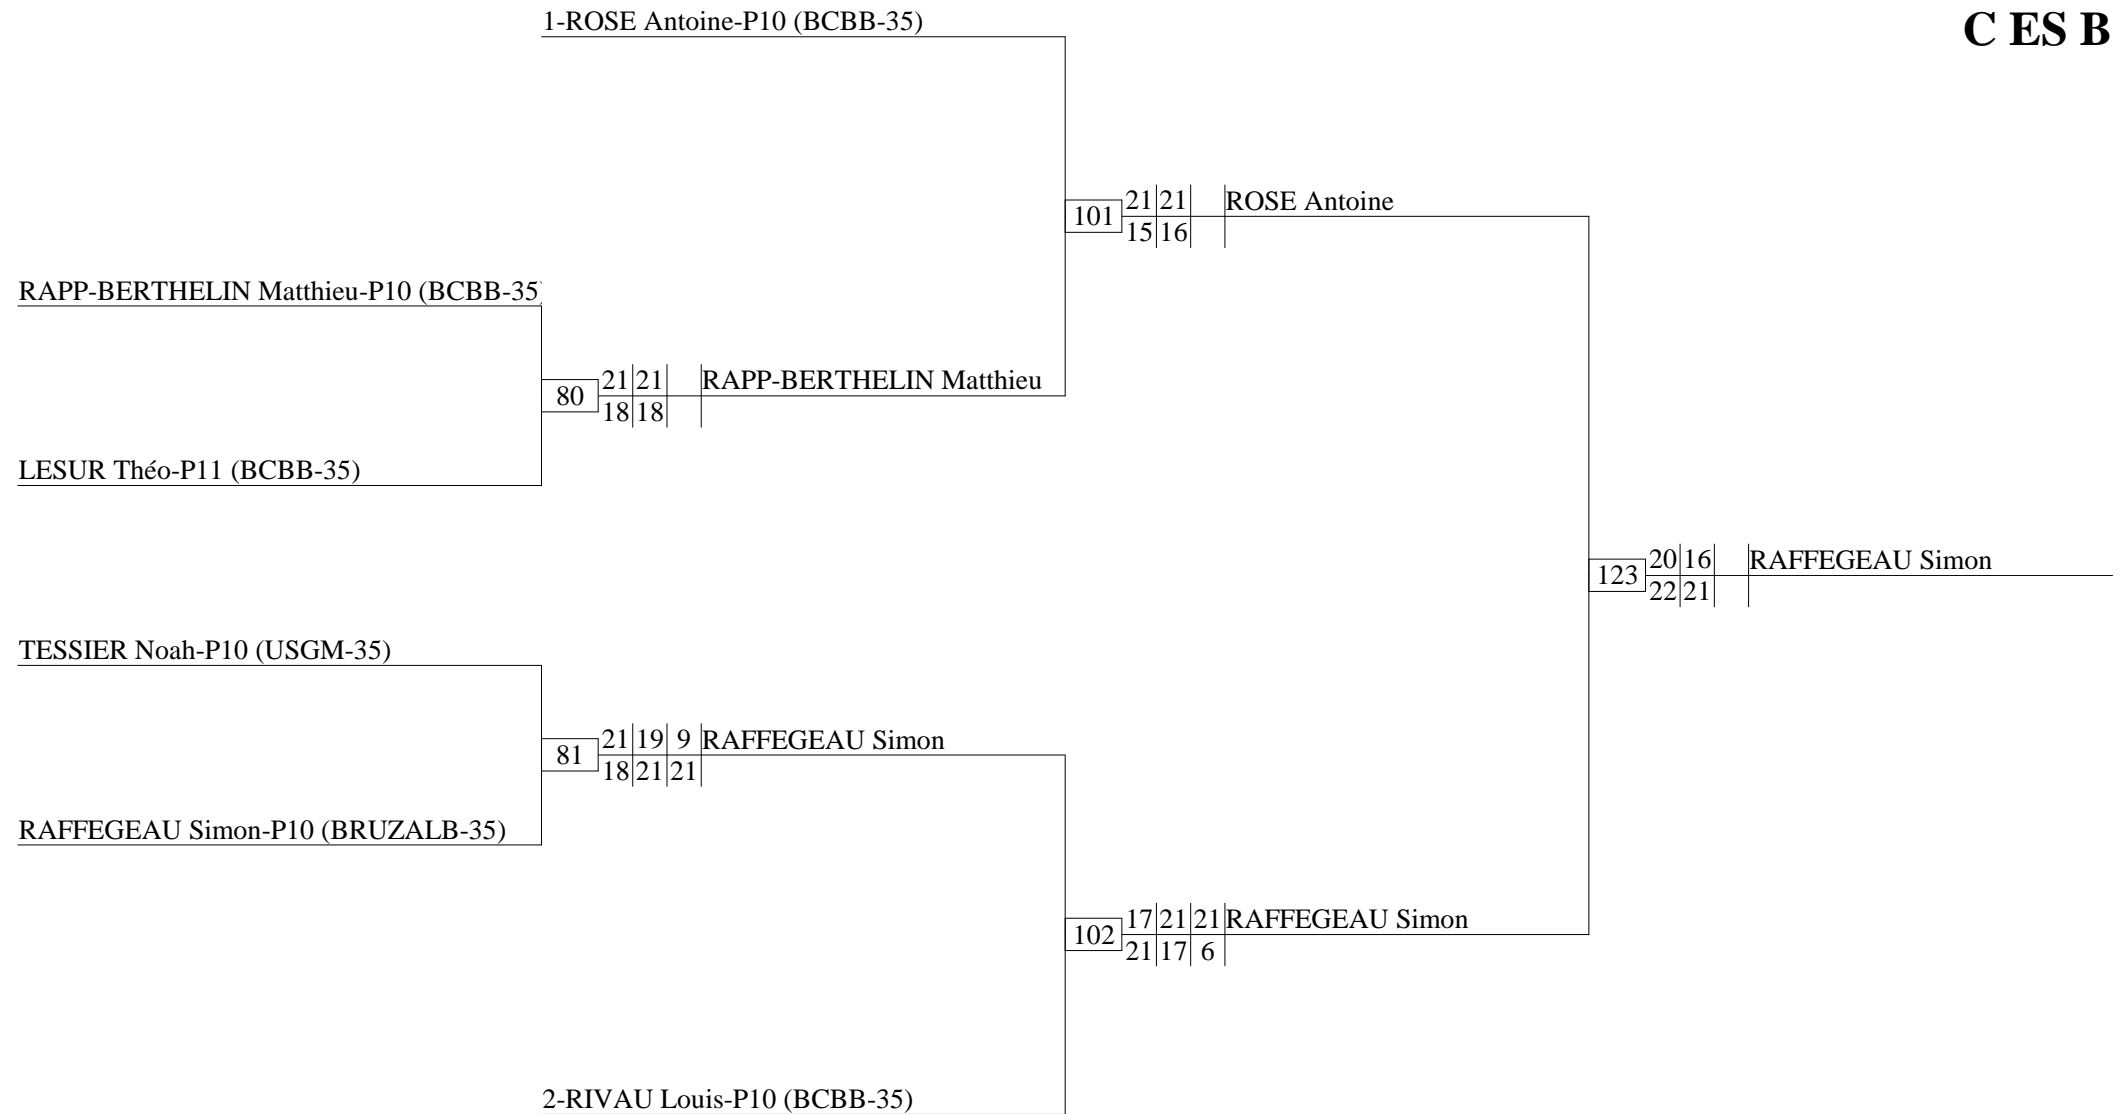 1-ROSE Antoine-P10 (BCBB-35)
C ES B
21 21 ROSE Antoine
101
15 16
RAPP-BERTHELIN Matthieu-P10 (BCBB-35)
21 21 RAPP-BERTHELIN Matthieu
80
18 18
LESUR Théo-P11 (BCBB-35)
20 16 RAFFEGEAU Simon
123
22 21
TESSIER Noah-P10 (USGM-35)
21 19 9 RAFFEGEAU Simon
81
18 21 21
RAFFEGEAU Simon-P10 (BRUZALB-35)
17 21 21 RAFFEGEAU Simon
102
21 17 6
2-RIVAU Louis-P10 (BCBB-35)